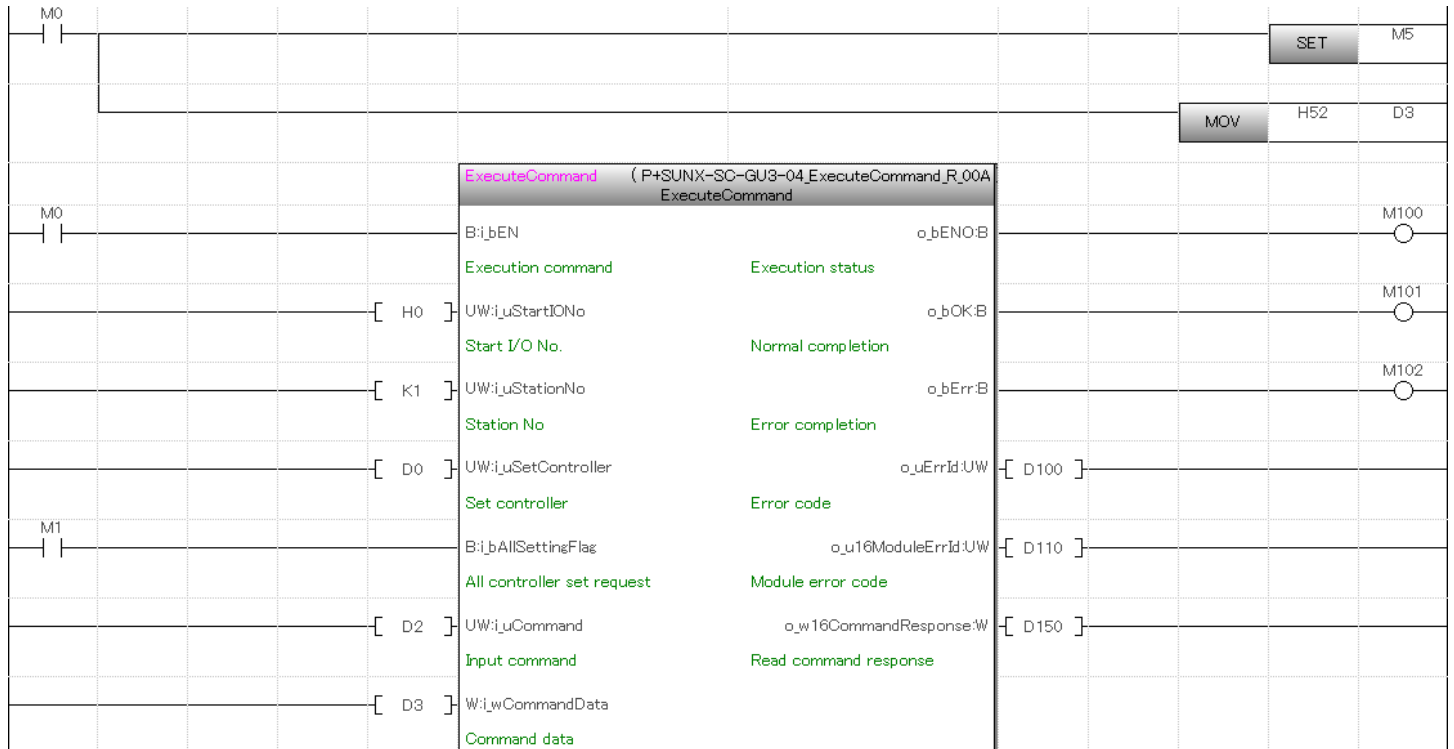 M0
SET M5
MOV H52 D3
ExecuteCommand ( P+SUNX-SC-GU3-04_ExecuteCommand_R_00A
ExecuteCommand
M0 M100
B:i_bEN o_bENO:B
Execution command Execution status
M101
H0 UW:i_uStartIONo o_bOK:B
Start I/O No. Normal completion
M102
K1 UW:i_uStationNo o_bErr:B
Station No Error completion
D0 UW:i_uSetController o_uErrId:UW D100
Set controller Error code
M1
B:i_bAllSettingFlag o_u16ModuleErrId:UW D110
All controller set request Module error code
D2 UW:i_uCommand o_w16CommandResponse:W D150
Input command Read command response
D3 W:i_wCommandData
Command data